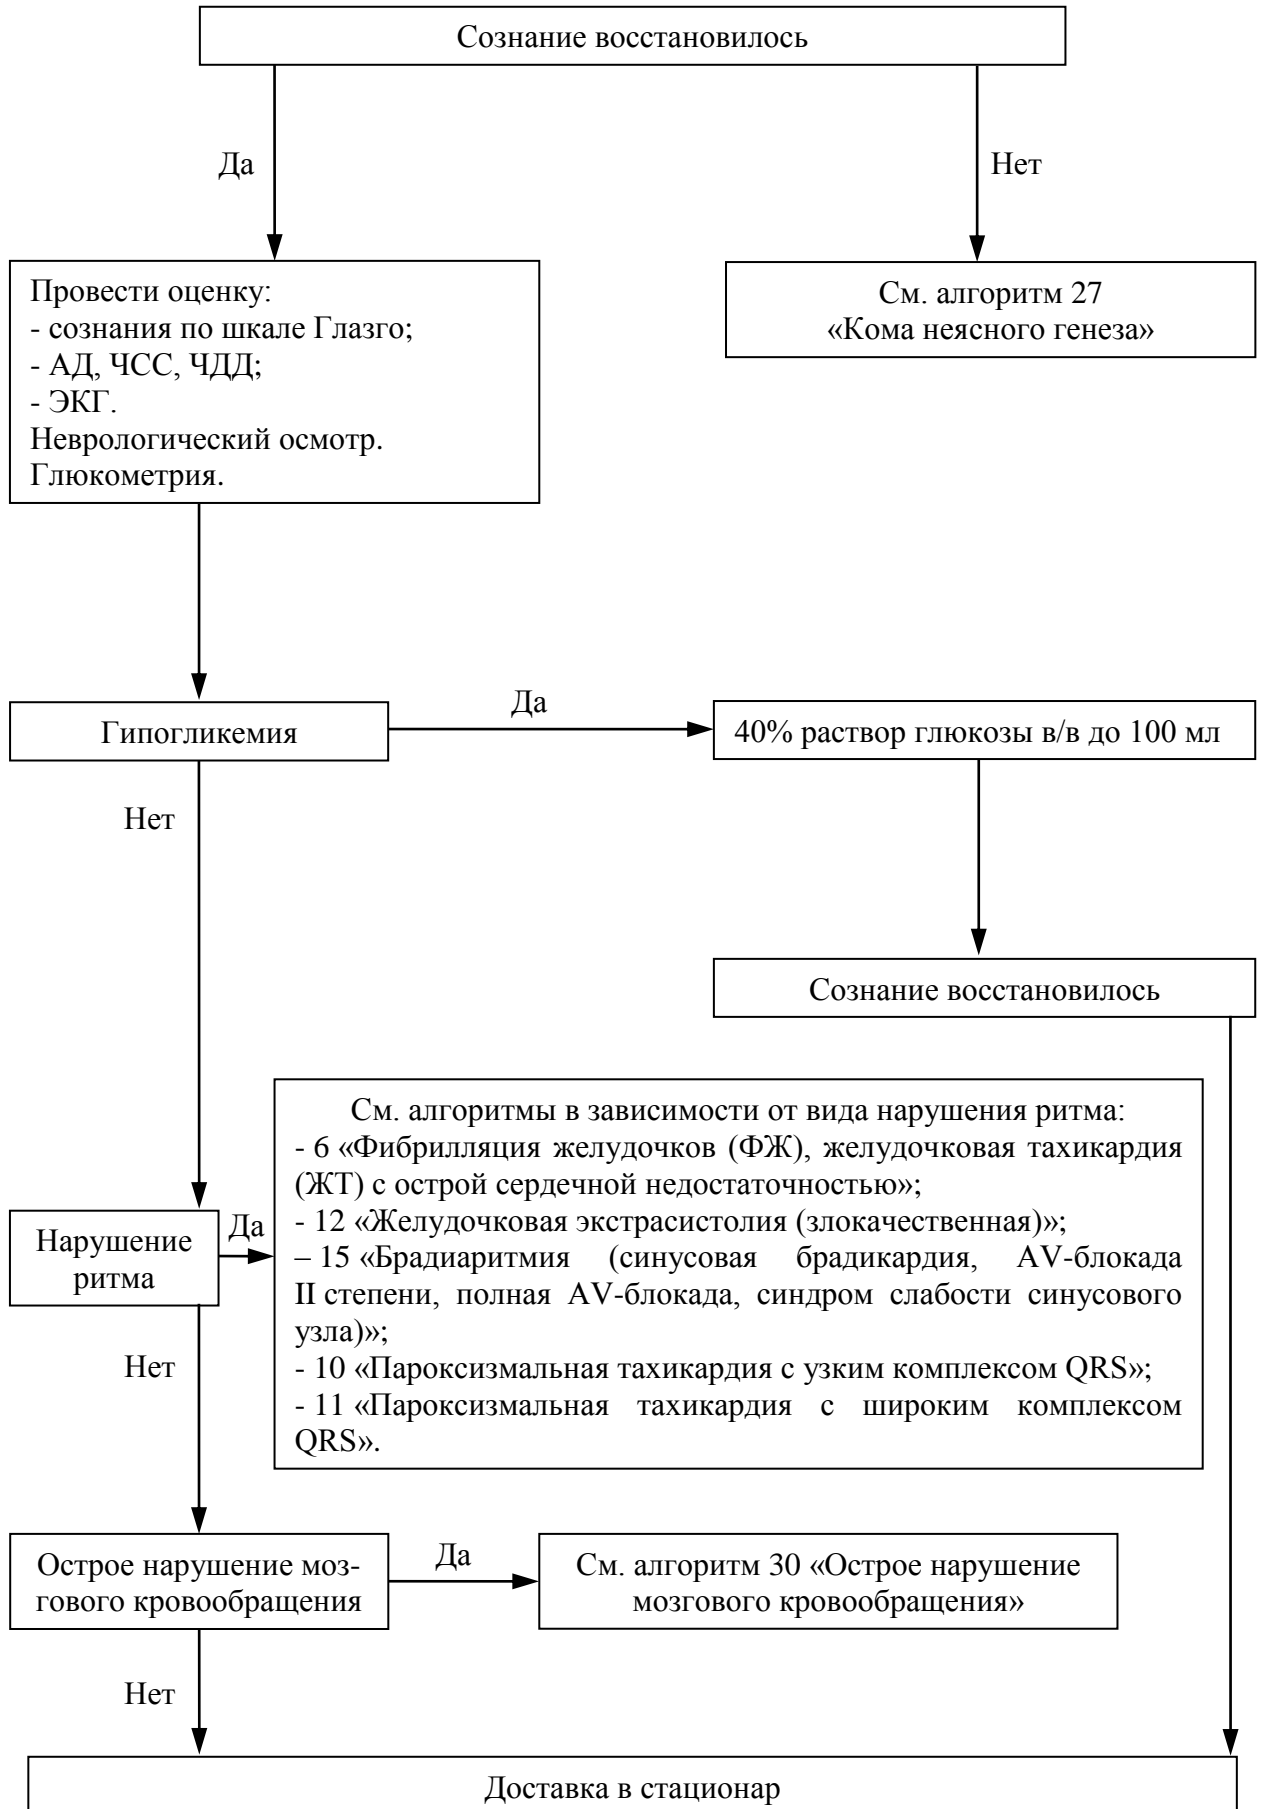 Сознание восстановилось
Да
Нет
Провести оценку:
- сознания по шкале Глазго;
- АД, ЧСС, ЧДД;
- ЭКГ.
Неврологический осмотр.
Глюкометрия.
См. алгоритм 27
«Кома неясного генеза»
Гипогликемия
Да
40% раствор глюкозы в/в до 100 мл
Нет
Сознание восстановилось
См. алгоритмы в зависимости от вида нарушения ритма:
- 6 «Фибрилляция желудочков (ФЖ), желудочковая тахикардия
(ЖТ) с острой сердечной недостаточностью»;
- 12 «Желудочковая экстрасистолия (злокачественная)»;
– 15 «Брадиаритмия (синусовая брадикардия, AV-блокада
II степени, полная AV-блокада, синдром слабости синусового
узла)»;
- 10 «Пароксизмальная тахикардия с узким комплексом QRS»;
- 11 «Пароксизмальная тахикардия с широким комплексом
QRS».
Нарушение
ритма
Да
Нет
Острое нарушение моз-
гового кровообращения
Да
См. алгоритм 30 «Острое нарушение
мозгового кровообращения»
Нет
Доставка в стационар